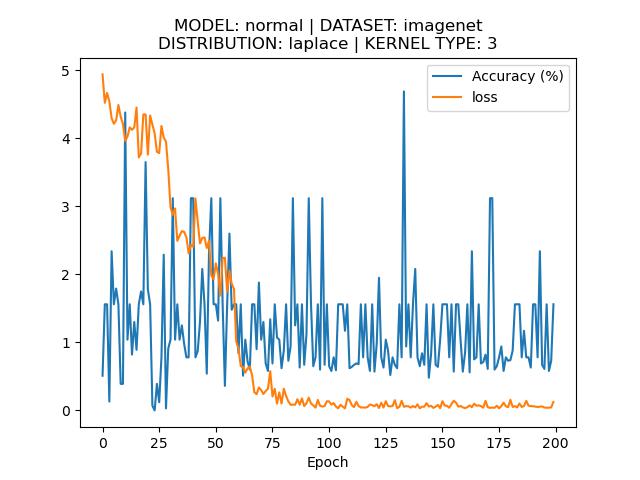 MODEL: normal | DATASET: imagenet
DISTRIBUTION: laplace | KERNEL TYPE: 3
Accuracy (%)
loss
5
4
3
2
1
0
0 25 50 75 100 125 150 175 200
Epoch